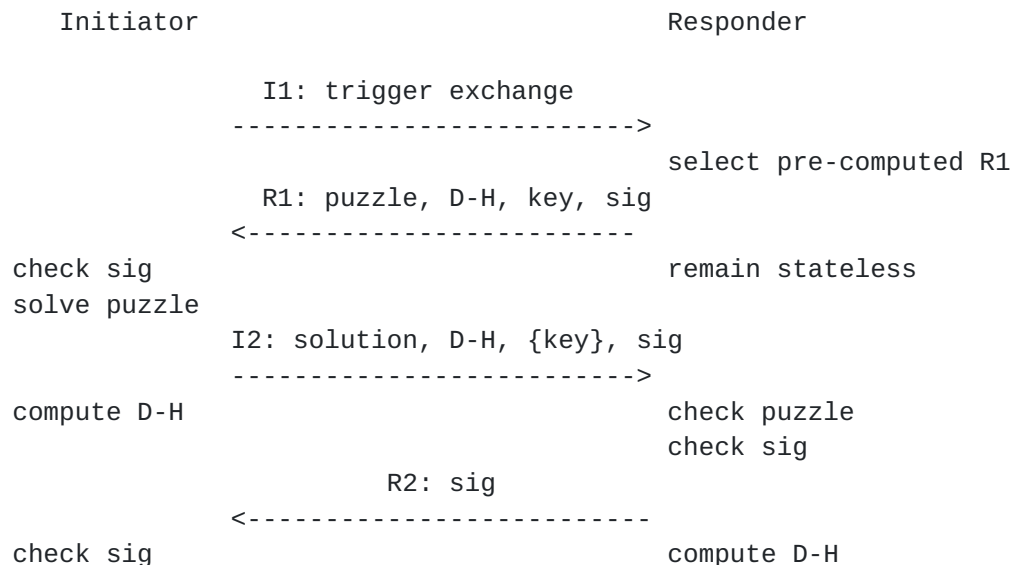 Initiator Responder
I1: trigger exchange
-------------------------->
select pre-computed R1
R1: puzzle, D-H, key, sig
<-------------------------
check sig remain stateless
solve puzzle
I2: solution, D-H, {key}, sig
-------------------------->
compute D-H check puzzle
check sig
R2: sig
<--------------------------
check sig compute D-H